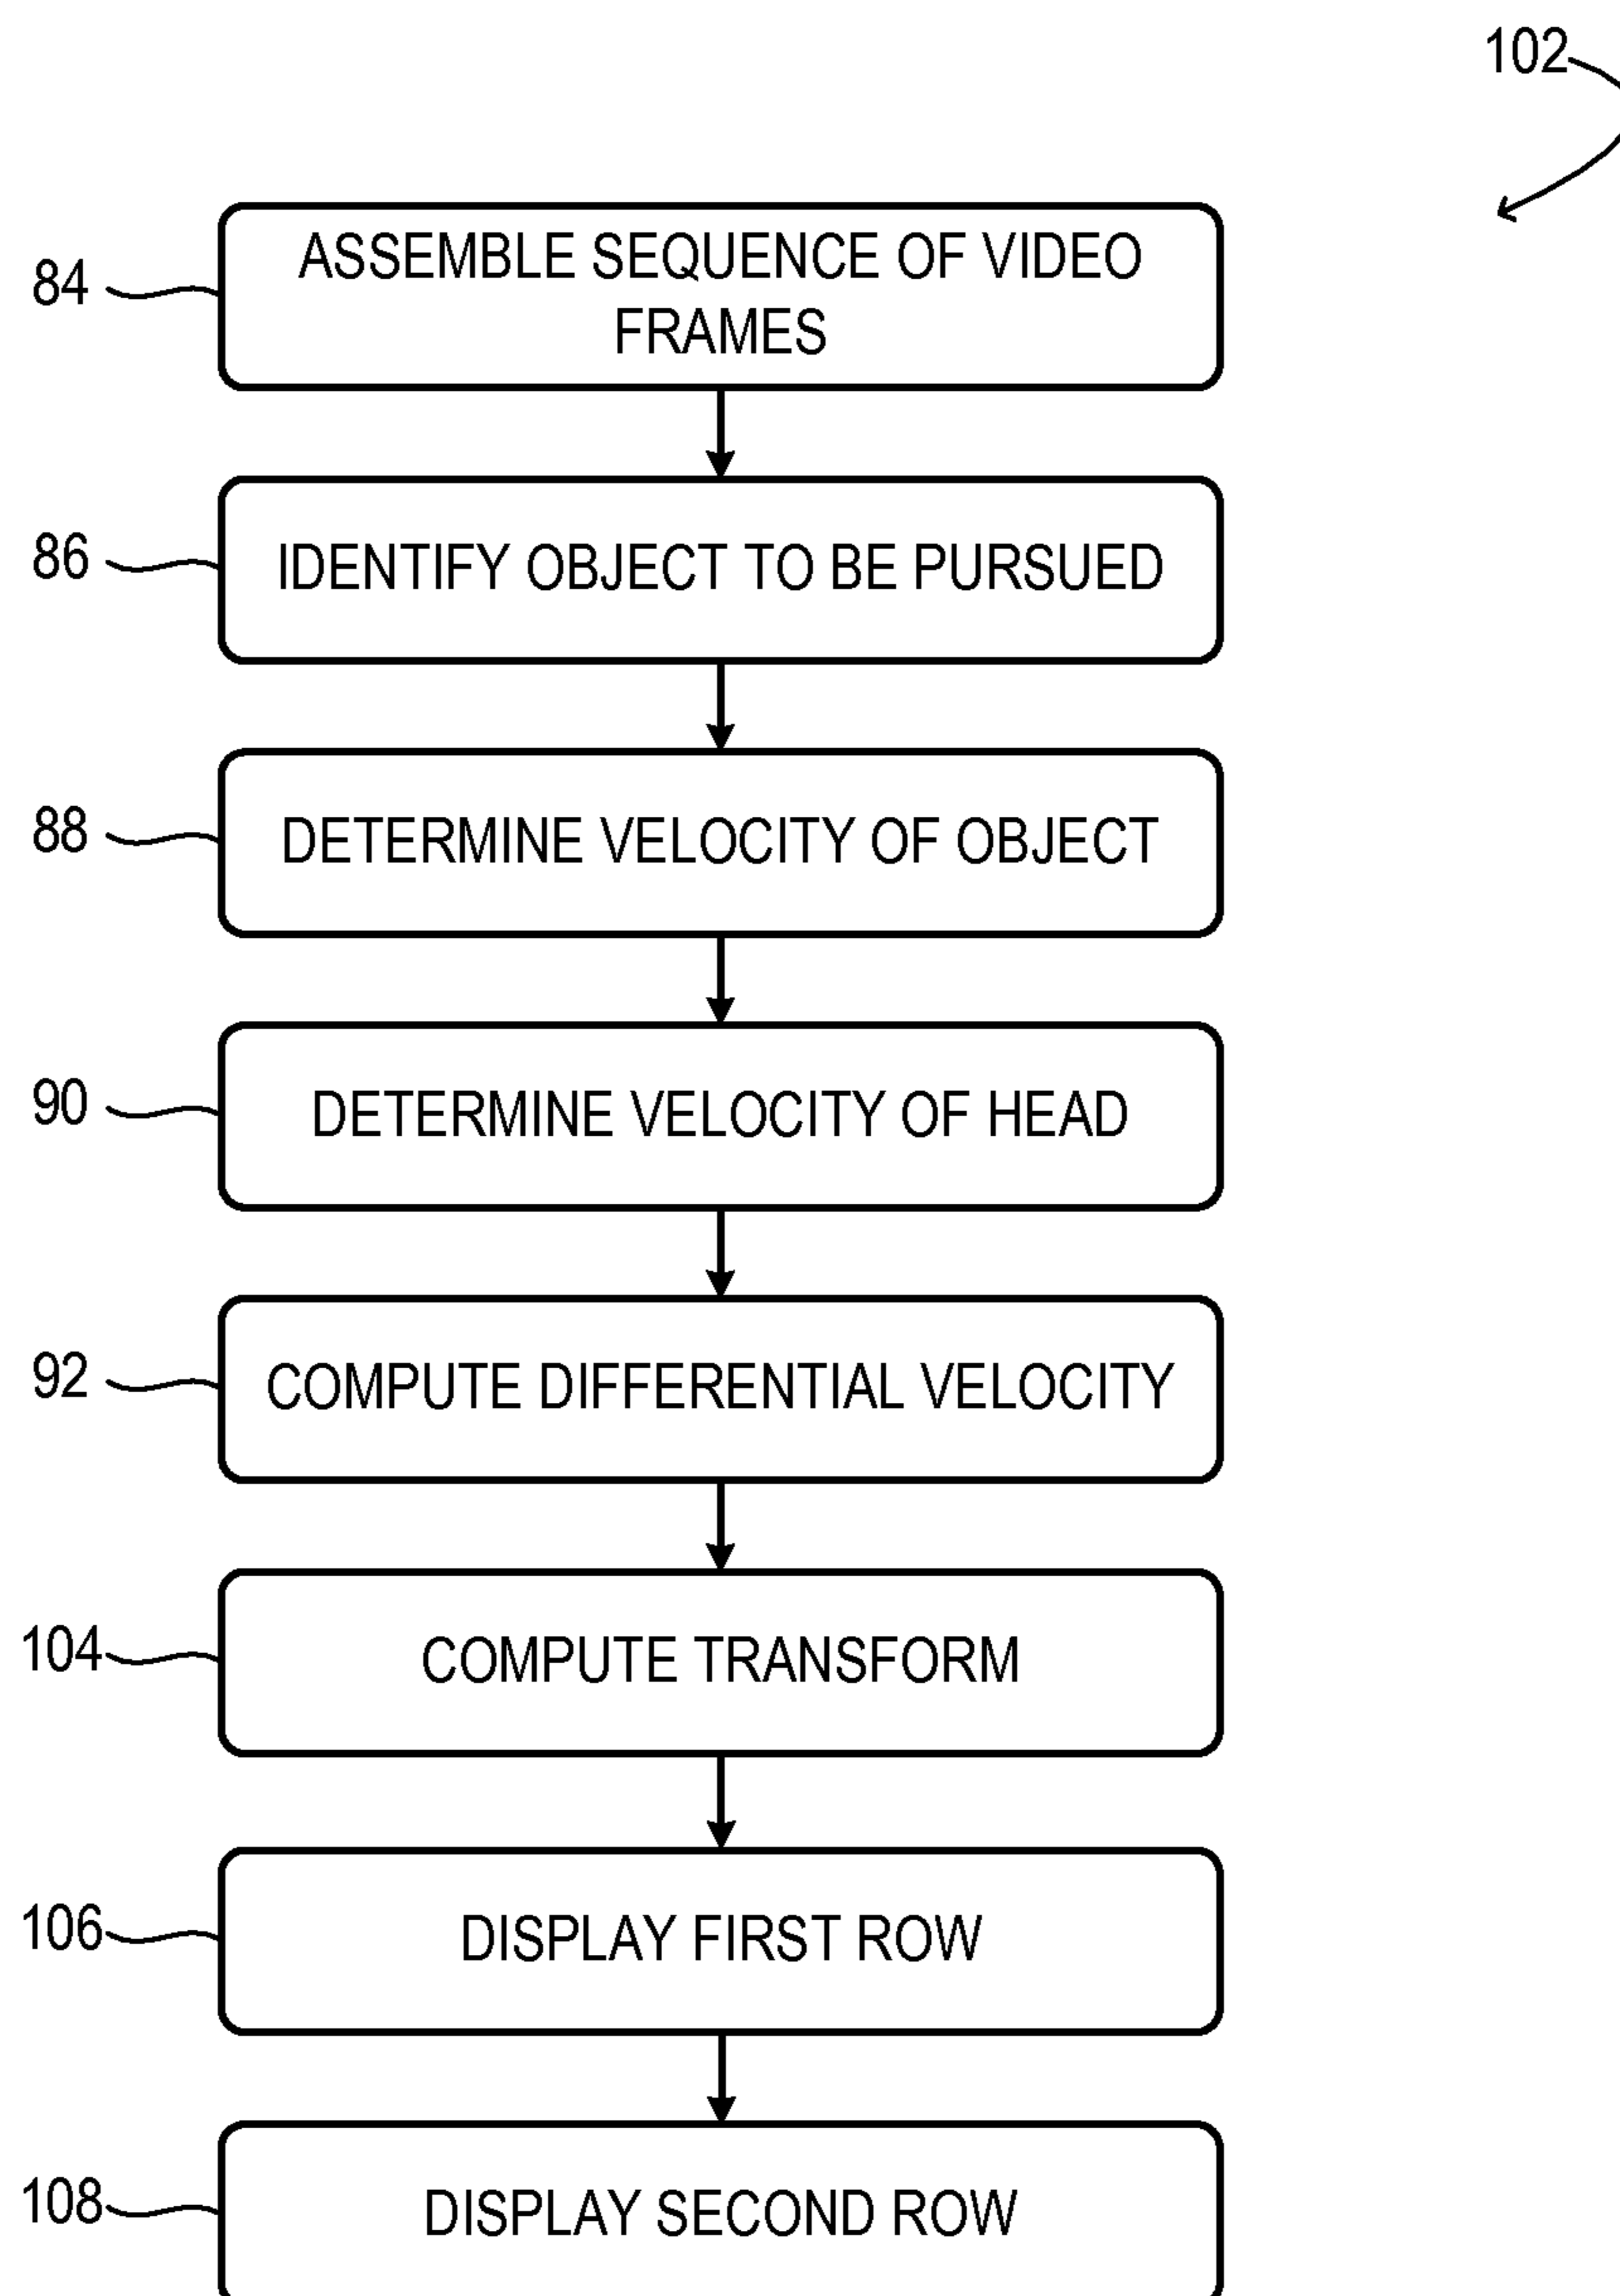 102
84
ASSEMBLE SEQUENCE OF VIDEO
FRAMES
86
IDENTIFY OBJECT TO BE PURSUED
88
DETERMINE VELOCITY OF OBJECT
90
DETERMINE VELOCITY OF HEAD
92
COMPUTE DIFFERENTIAL VELOCITY
104
COMPUTE TRANSFORM
106
DISPLAY FIRST ROW
108
DISPLAY SECOND ROW